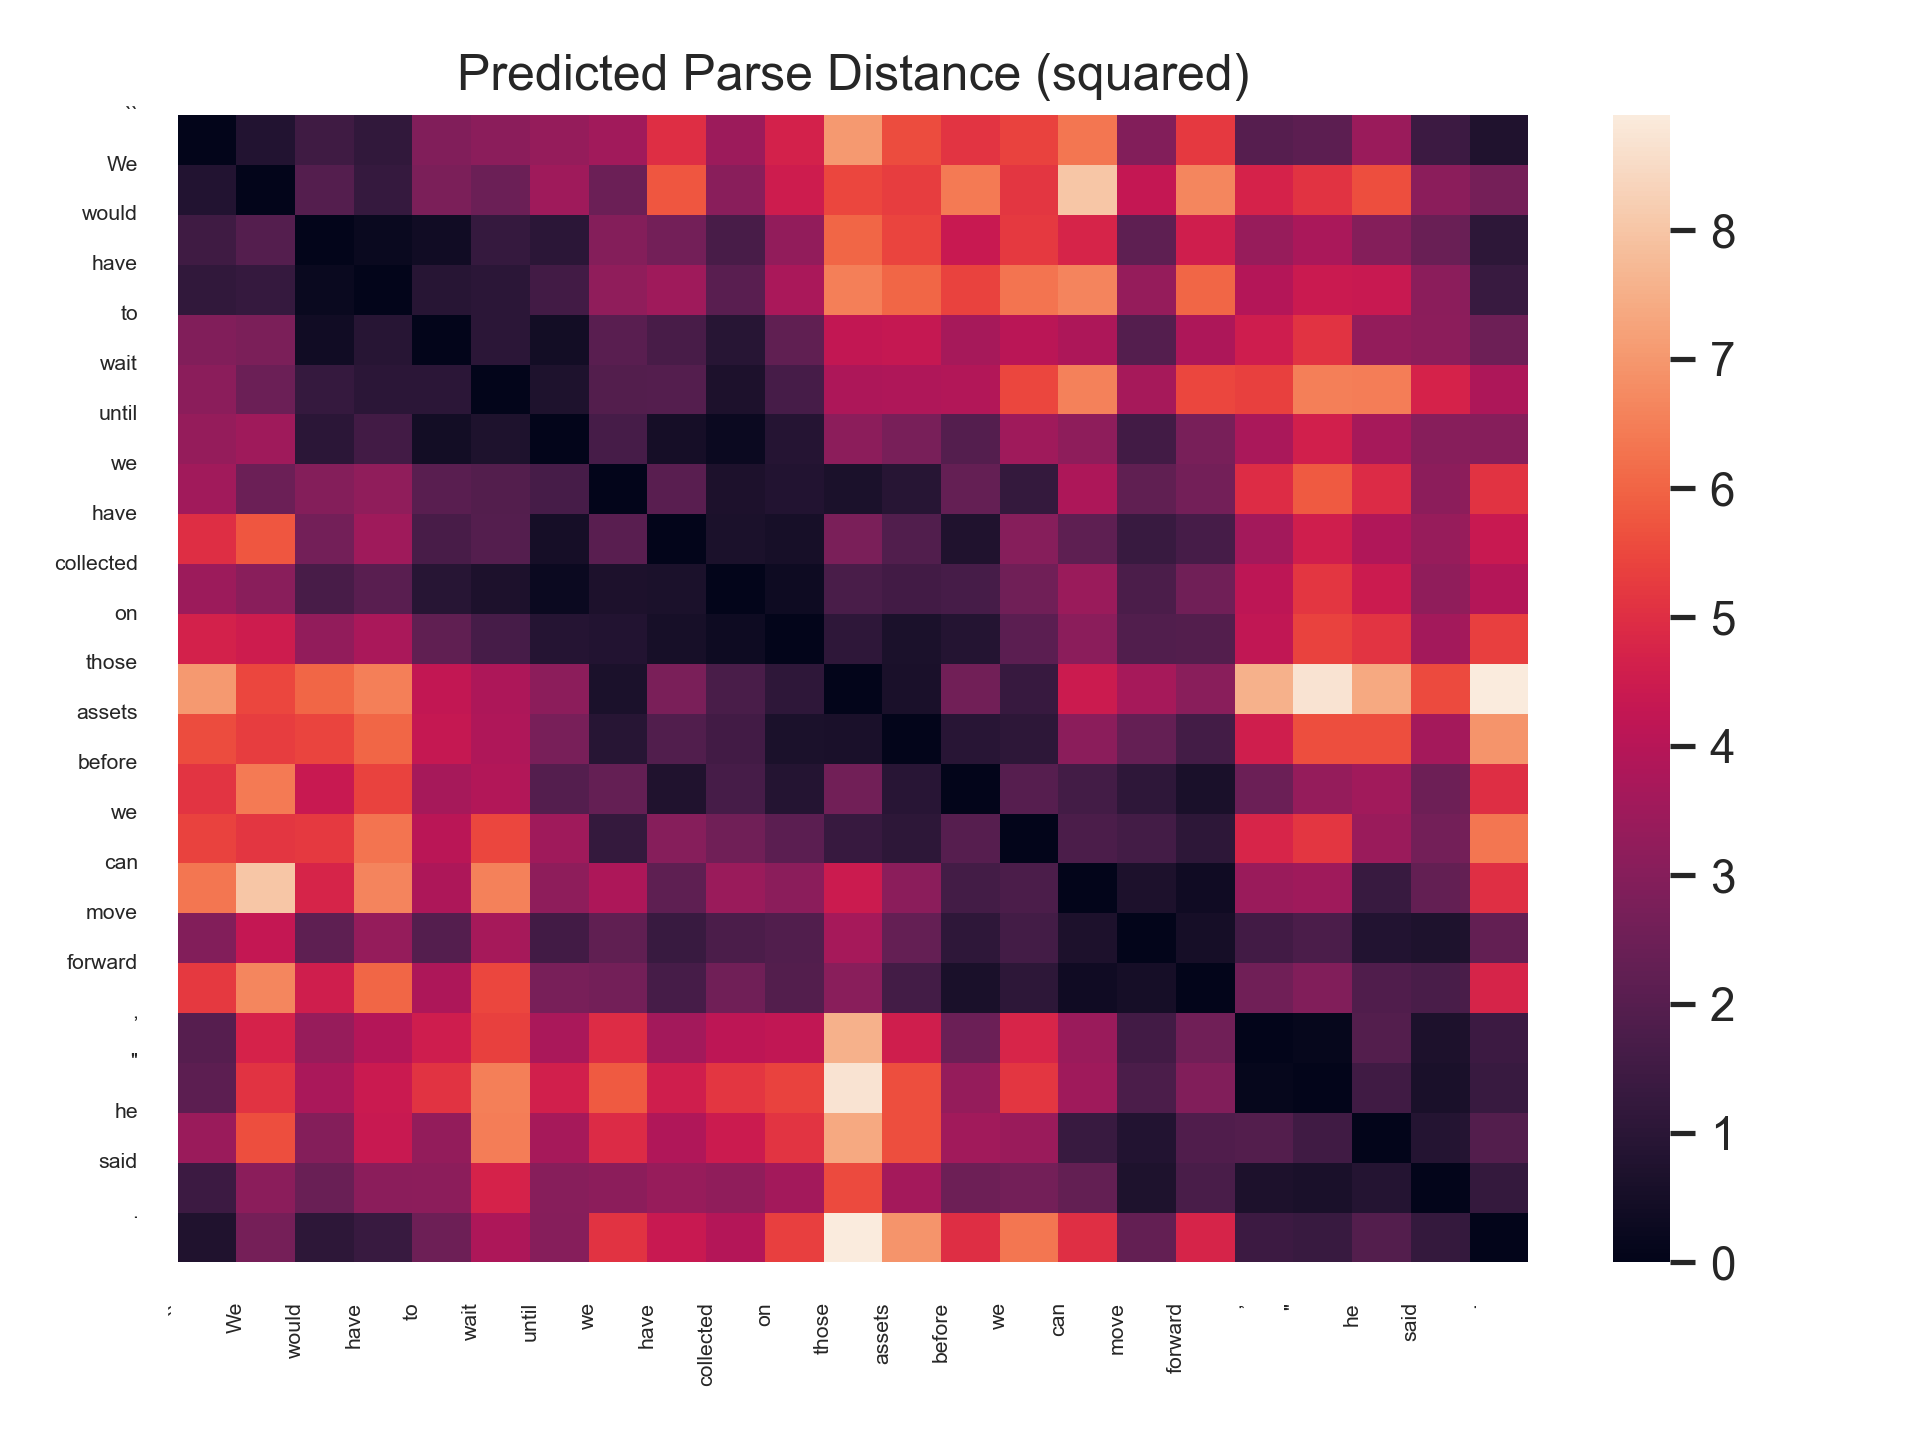 Predicted Parse Distance (squared)
``
We
would
have
to
wait
until
we
have
collected
on
those
assets
before
we
can
move
forward
,
"
he
said
.
8
7
6
5
4
3
2
1
0
`` We would have to wait until we have collected on those assets before we can move forward , " he said .